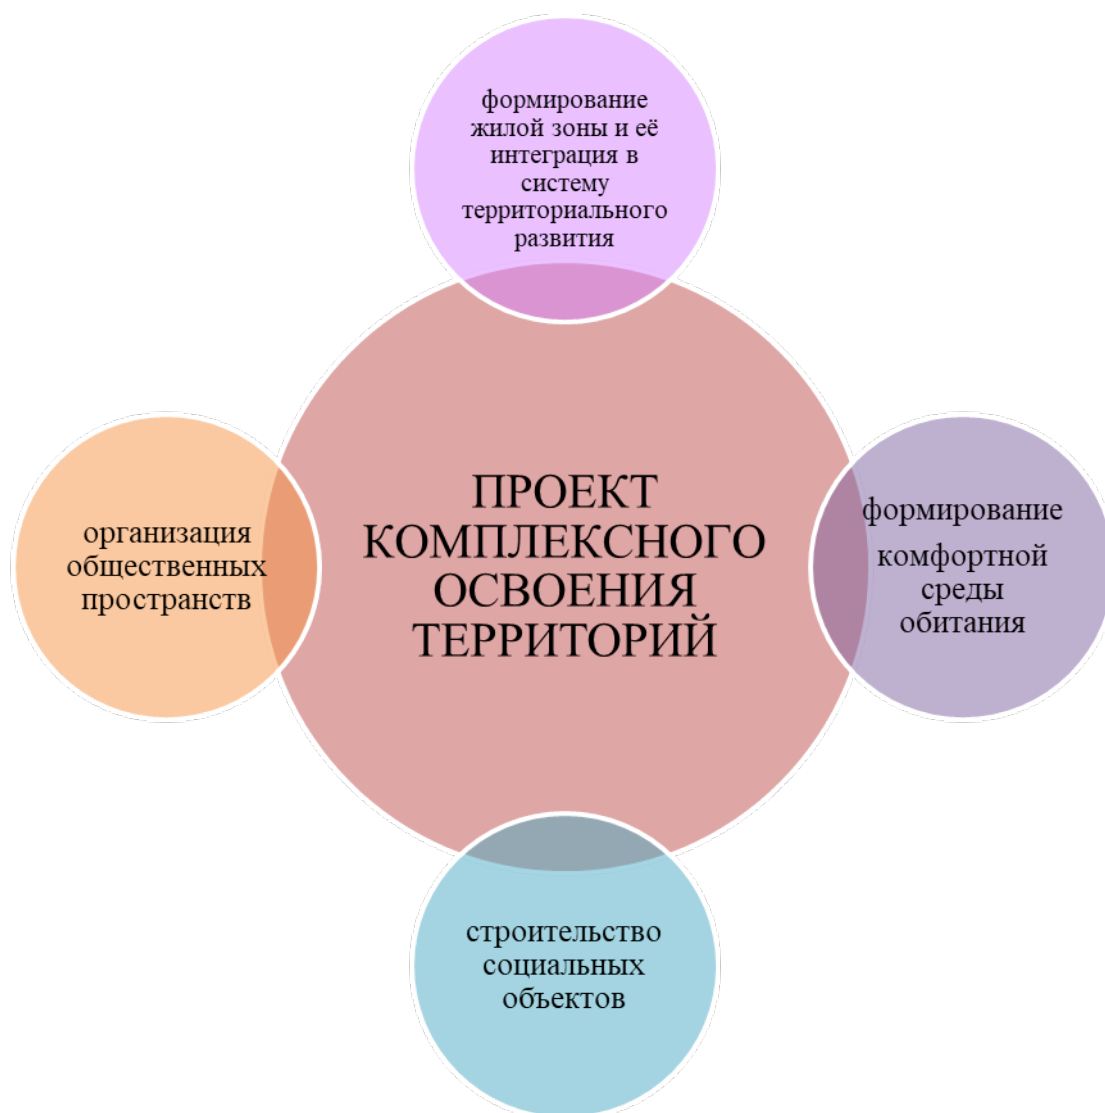 формирование
жилой зоны и её
интеграция в
систему
территориального
развития
организация
общественных
пространств
ПРОЕКТ
КОМПЛЕКСНОГО
ОСВОЕНИЯ
ТЕРРИТОРИЙ
формирование
комфортной
среды
обитания
строительство
социальных
объектов